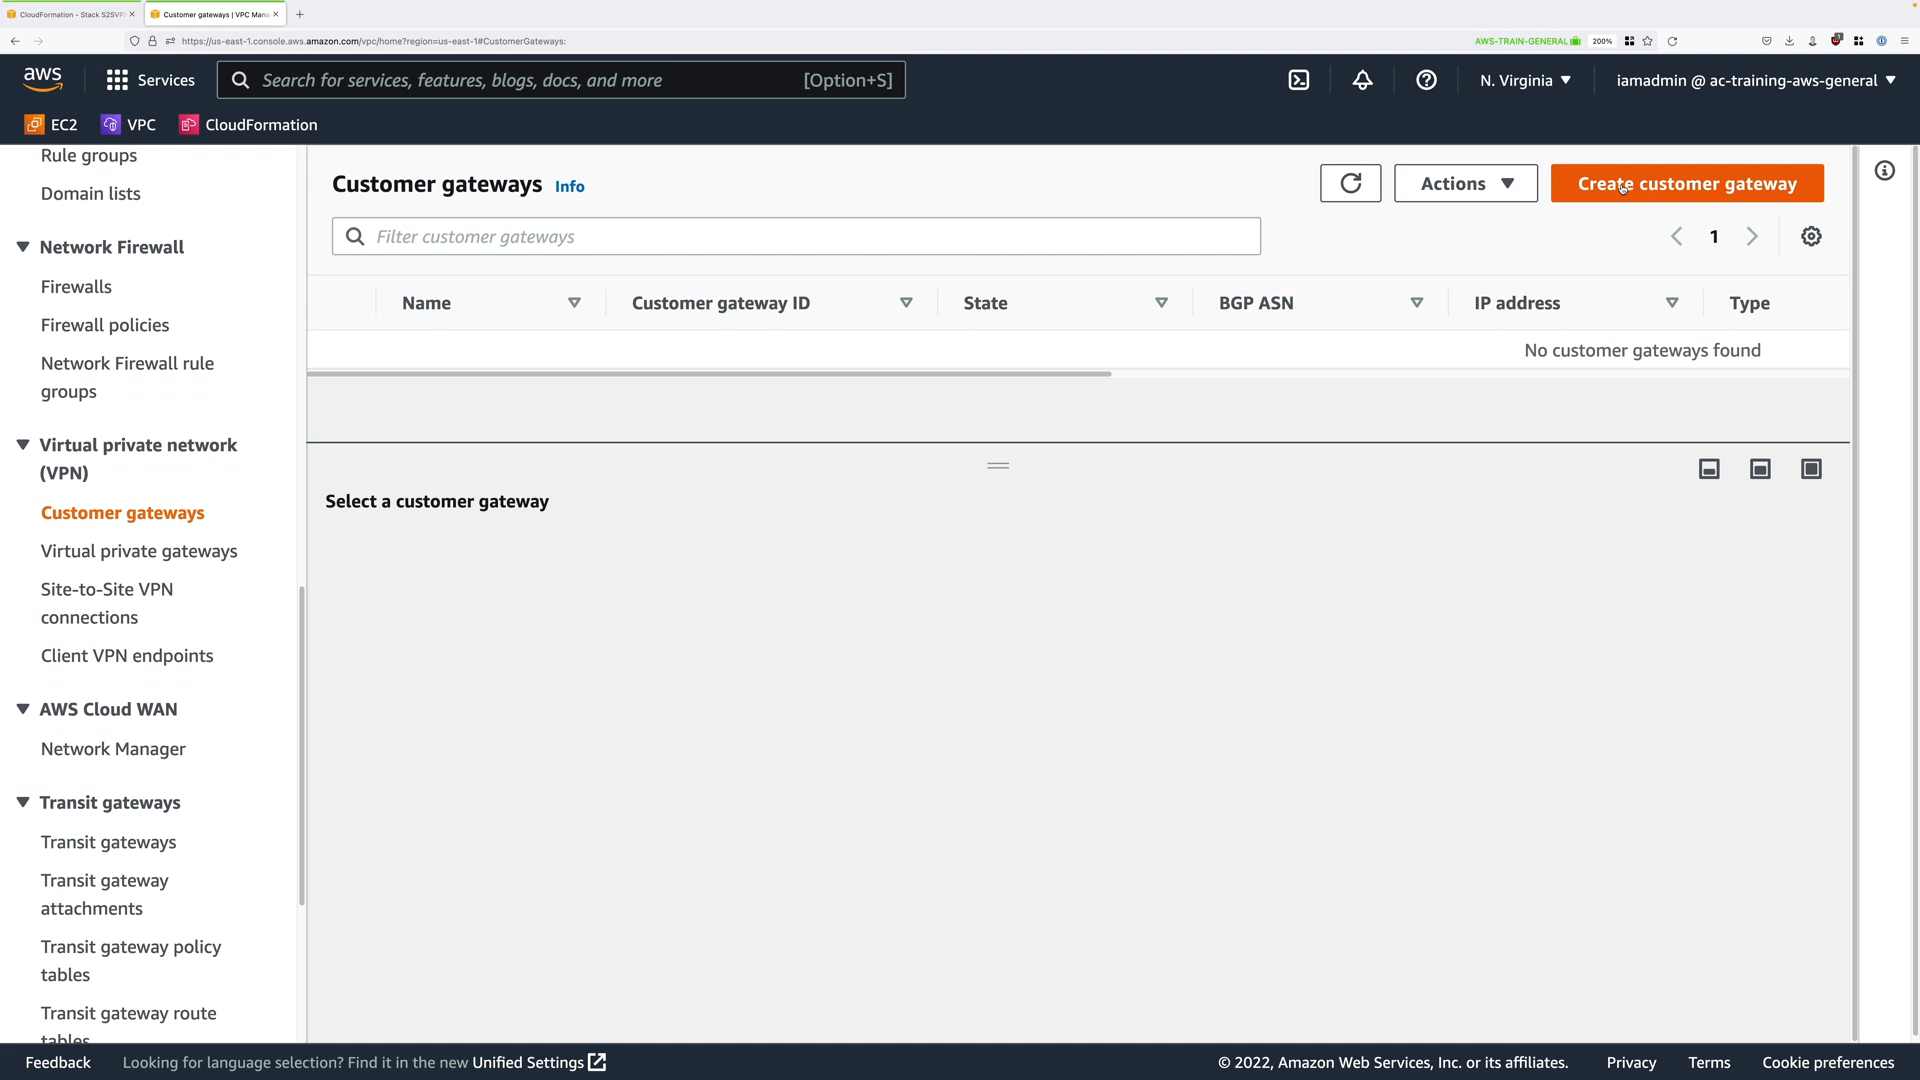 CloudFormation - Stack S2SVP
Customer gateways | VPC Man
https://us-east-1.console.aws.amazon.com/vpc/home?region=us-east-1#CustomerGateways:
AWS-TRAIN-GENERAL
200%
aws
Services
Search for services, features, blogs, docs, and more
[Option+S]
N. Virginia
iamadmin @ ac-training-aws-general
EC2
VPC
CloudFormation
Rule groups
Domain lists
Network Firewall
Firewalls
Firewall policies
Network Firewall rule
groups
Virtual private network
(VPN)
Customer gateways
Virtual private gateways
Site-to-Site VPN
connections
Client VPN endpoints
AWS Cloud WAN
Network Manager
Transit gateways
Transit gateways
Transit gateway
attachments
Transit gateway policy
tables
Transit gateway route
tables
Customer gateways Info
Actions
Create customer gateway
Filter customer gateways
1
Name
Customer gateway ID
State
BGP ASN
IP address
Type
No customer gateways found
Select a customer gateway
Feedback
Looking for language selection? Find it in the new Unified Settings
© 2022, Amazon Web Services, Inc. or its affiliates.
Privacy
Terms
Cookie preferences